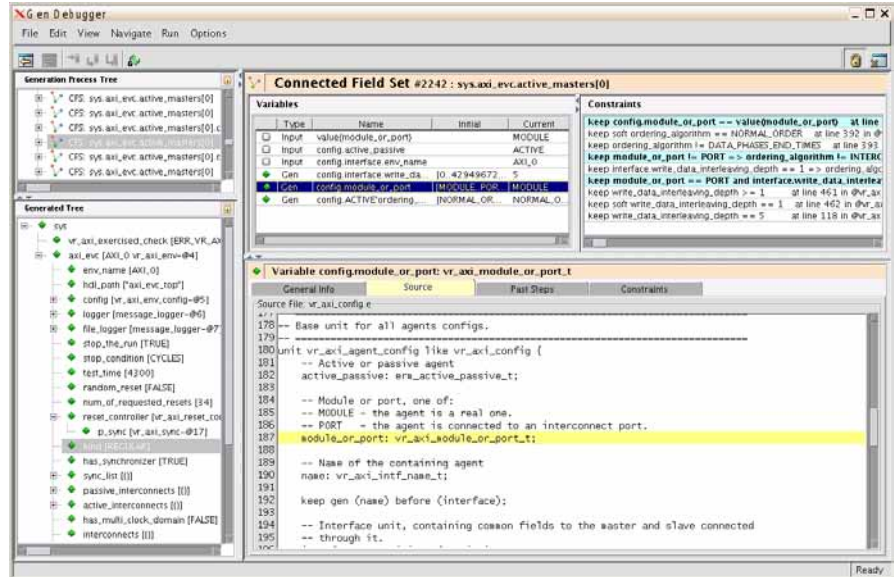 Gen Debugger
File Edit View Navigate Run Options
Generation Process Tree
CFS: sys.axi_evc.active_masters[0]
CFS: sys.axi_evc.active_masters[0]
CFS: sys.axi_evc.active_masters[0].c
CFS: sys.axi_evc.active_masters[0]
CFS: sys.axi_evc.active_masters[0].c
CFS: sys.axi_evc.active_masters[0]
Generated Tree
sys
vr_axi_exercised_check [ERR_VR_AX
axi_evc [AXI_0 vr_axi_env-@4]
env_name [AXI_0]
hdl_path ["axi_evc_top"]
config [vr_axi_env_config-@5]
logger [message_logger-@6]
file_logger [message_logger-@7
stop_the_run [TRUE]
stop_condition [CYCLES]
test_time [4300]
random_reset [FALSE]
num_of_requested_resets [34]
reset_controller [vr_axi_reset_co
p_sync [vr_axi_sync-@17]
kind [REGULAR]
has_synchronizer [TRUE]
sync_list [()]
passive_interconnects [()]
active_interconnects [()]
has_multi_clock_domain [FALSE]
interconnects [()]
Connected Field Set #2242 : sys.axi_evc.active_masters[0]
Variables
Type Name Initial Current
Input value(module_or_port) MODULE
Input config.active_passive ACTIVE
Input config.interface.env_name AXI_0
Gen config.interface.write_da... [0..42949672... 5
Gen config.module_or_port [MODULE, POR... MODULE
Gen config.ACTIVE'ordering_... [NORMAL_OR... NORMAL_O...
Constraints
keep config.module_or_port == value(module_or_port) at line
keep soft ordering_algorithm == NORMAL_ORDER at line 392 in @
keep ordering_algorithm != DATA_PHASES_END_TIMES at line 393
keep module_or_port != PORT => ordering_algorithm != INTERC
keep interface.write_data_interleaving_depth == 1 => ordering_algo
keep module_or_port == PORT and interface.write_data_interleav
keep write_data_interleaving_depth >= 1 at line 461 in @vr_ax
keep soft write_data_interleaving_depth == 1 at line 462 in @vr_ax
keep write_data_interleaving_depth == 5 at line 118 in @vr_ax
Variable config.module_or_port: vr_axi_module_or_port_t
General Info Source Past Steps Constraints
Source File: vr_axi_config.e
177
178 -- Base unit for all agents configs.
179 -- ================================================
180 unit vr_axi_agent_config like vr_axi_config {
181 -- Active or passive agent
182 active_passive: erm_active_passive_t;
183
184 -- Module or port, one of:
185 -- MODULE - the agent is a real one.
186 -- PORT - the agent is connected to an interconnect port.
187 module_or_port: vr_axi_module_or_port_t;
188
189 -- Name of the containing agent
190 name: vr_axi_intf_name_t;
191
192 keep gen (name) before (interface);
193
194 -- Interface unit, containing common fields to the master and slave connected
195 -- through it.
Ready